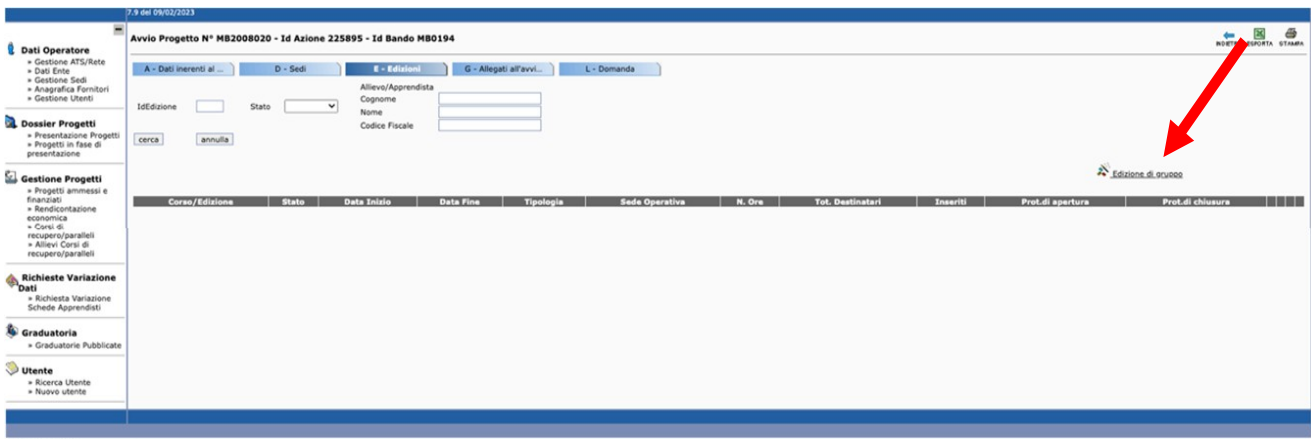 7.9 del 09/02/2023
Avvio Progetto N° MB2008020 - Id Azione 225895 - Id Bando MB0194
ESPORTA STAMPA
Dati Operatore
» Gestione ATS/Rete
» Dati Ente
» Gestione Sedi
» Anagrafica Fornitori
» Gestione Utenti
Dossier Progetti
» Presentazione Progetti
» Progetti in fase di
presentazione
Gestione Progetti
» Progetti ammessi e
finanziati
» Rendicontazione
economica
» Corsi di
recupero/paralleli
» Allievi Corsi di
recupero/paralleli
Richieste Variazione
Dati
» Richiesta Variazione
Schede Apprendisti
Graduatoria
» Graduatorie Pubblicate
Utente
» Ricerca Utente
» Nuovo utente
A - Dati inerenti al ... D - Sedi E - Edizioni G - Allegati all'avvi... L - Domanda
Allievo/Apprendista
IdEdizione Stato Cognome
Nome
Codice Fiscale
cerca annulla
Edizione di gruppo
Corso/Edizione Stato Data Inizio Data Fine Tipologia Sede Operativa N. Ore Tot. Destinatari Inseriti Prot.di apertura Prot.di chiusura